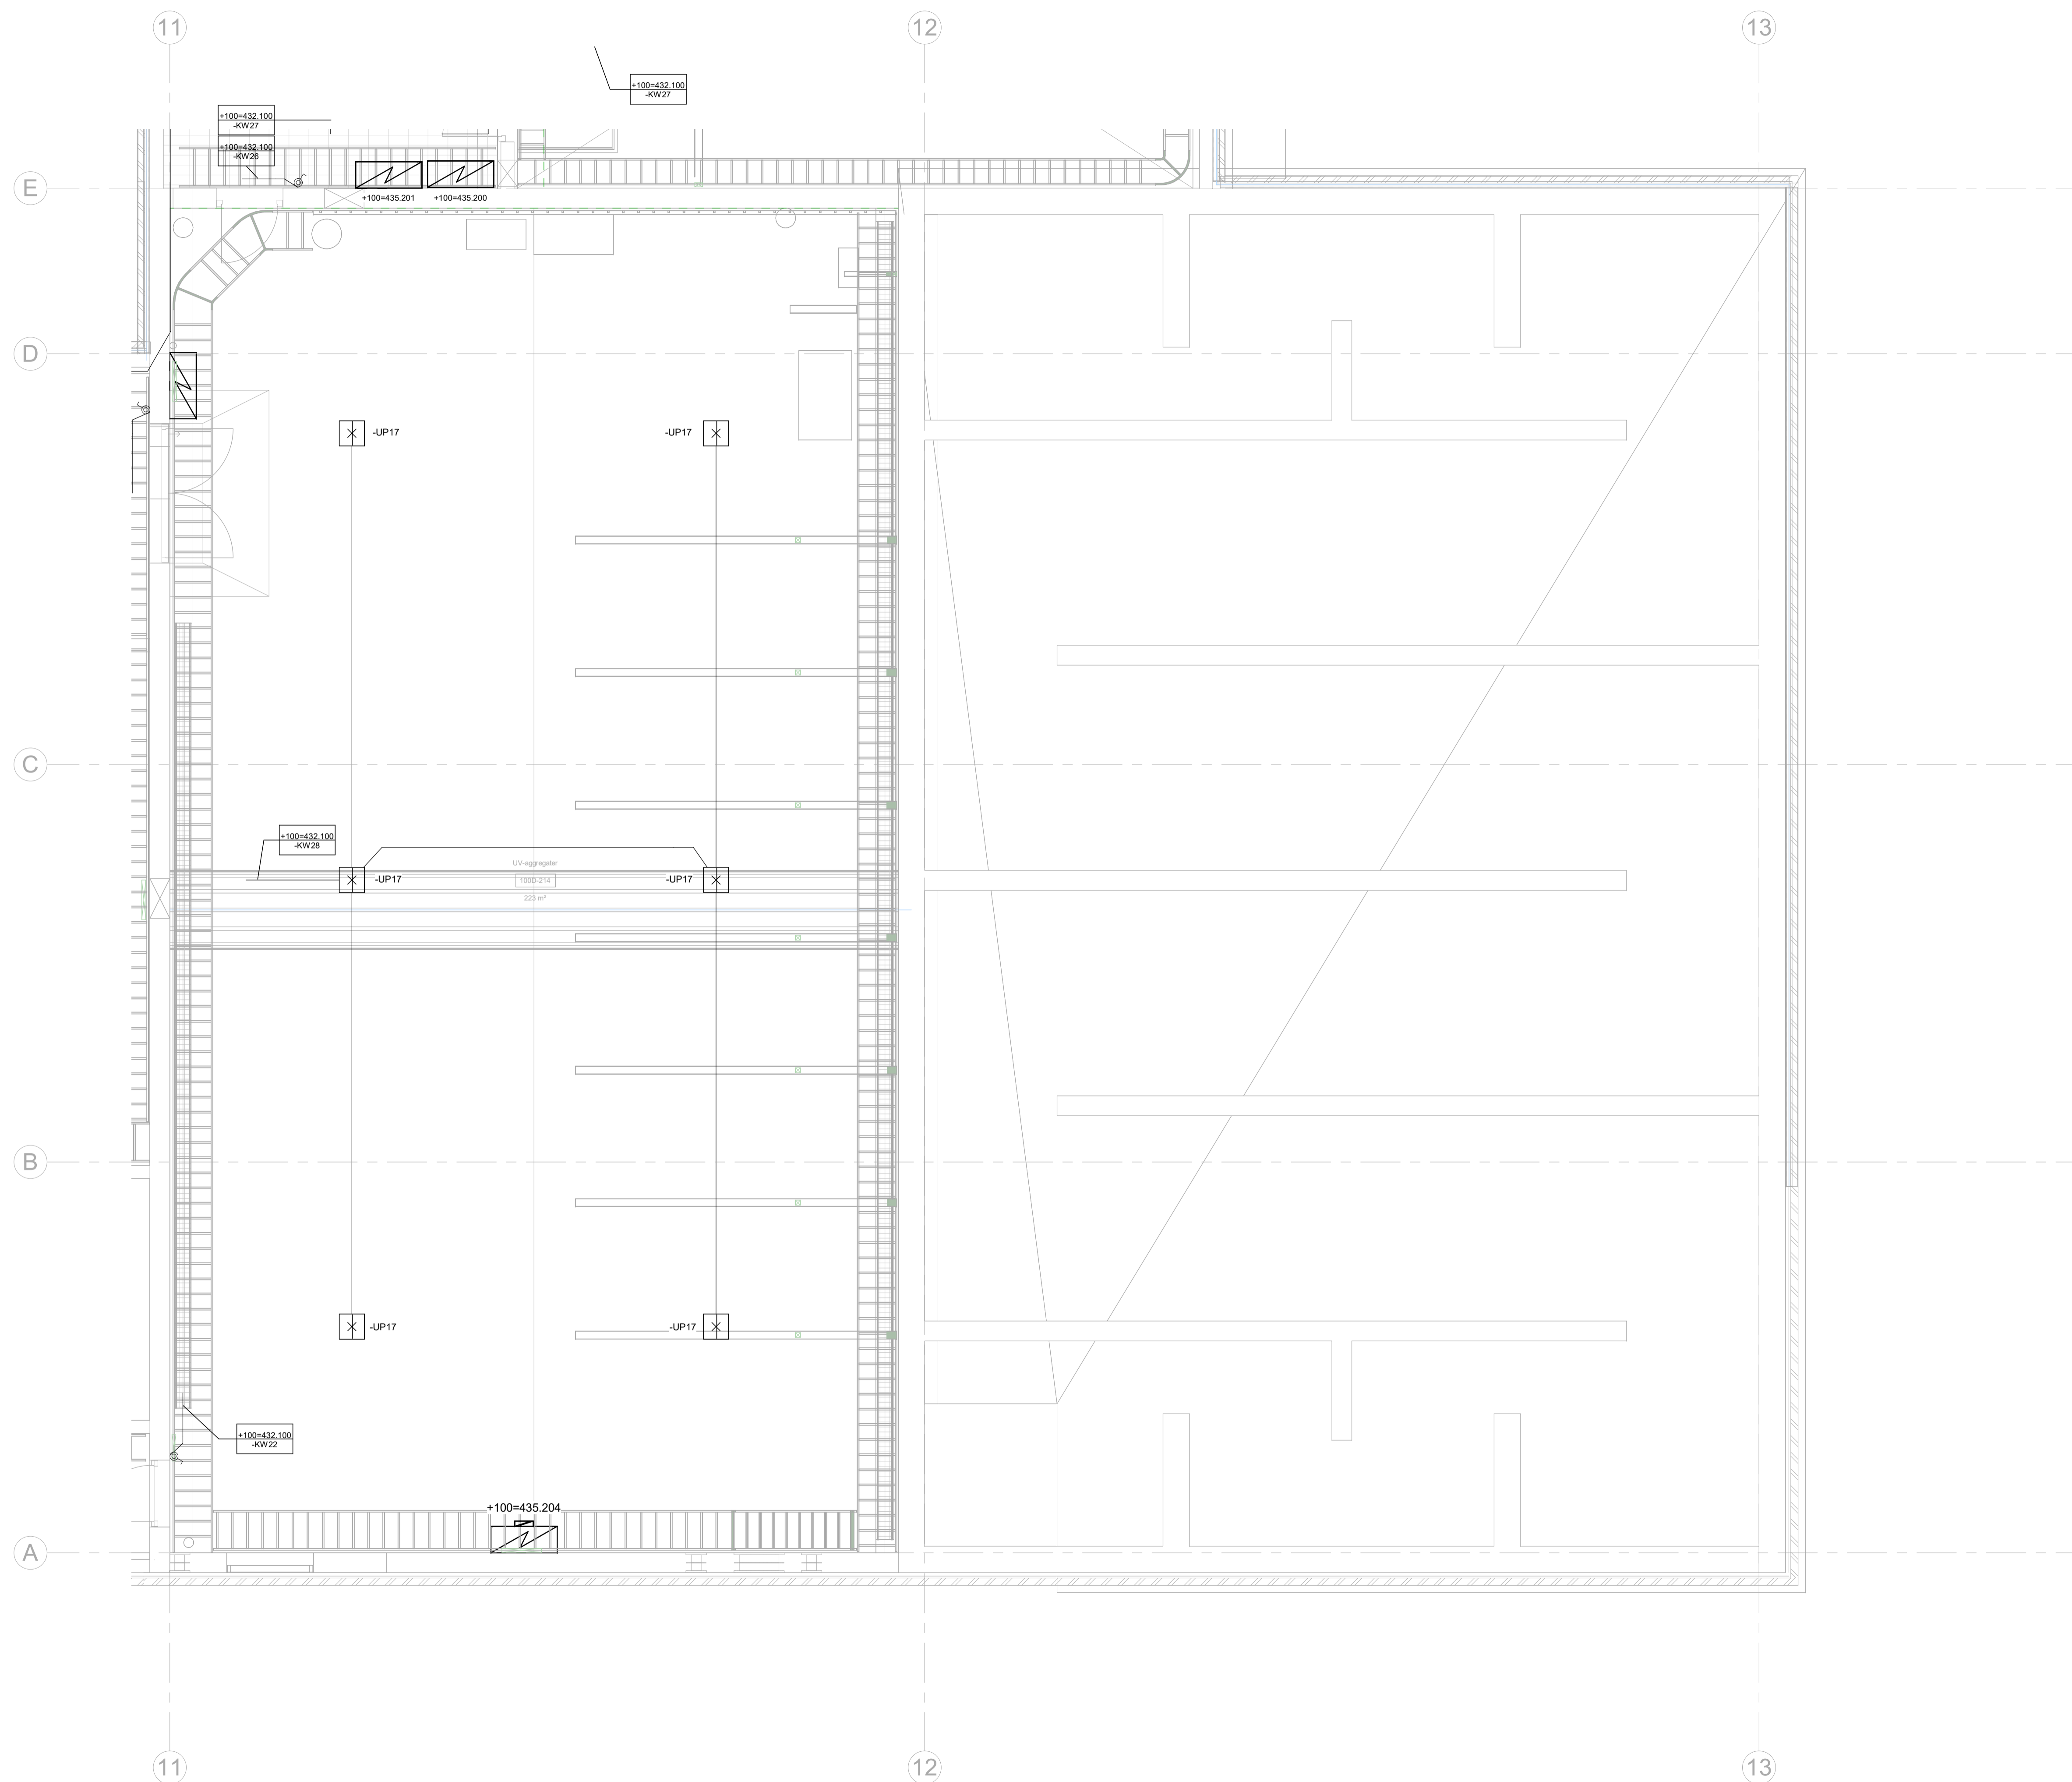 11
12
13
+100=432.100
-KW27
+100=432.100
-KW27
+100=432.100
-KW26
E
+100=435.201
+100=435.200
D
-UP17
-UP17
C
+100=432.100
-KW28
UV-aggregater
-UP17
-UP17
100D-214
223 m²
B
-UP17
-UP17
+100=432.100
-KW22
+100=435.204
A
11
12
13